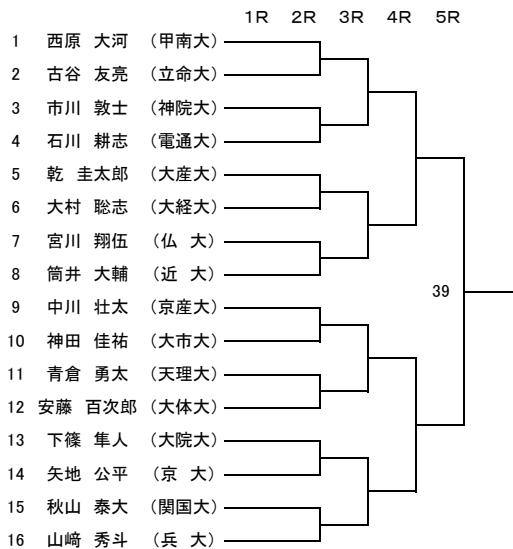 1R 2R 3R 4R 5R
1 西原 大河 (甲南大)
2 古谷 友亮 (立命大)
3 市川 敦士 (神院大)
4 石川 耕志 (電通大)
5 乾 圭太郎 (大産大)
6 大村 聡志 (大経大)
7 宮川 翔伍 (仏 大)
8 筒井 大輔 (近 大)
39
9 中川 壮太 (京産大)
10 神田 佳祐 (大市大)
11 青倉 勇太 (天理大)
12 安藤 百次郎 (大体大)
13 下篠 隼人 (大院大)
14 矢地 公平 (京 大)
15 秋山 泰大 (関国大)
16 山﨑 秀斗 (兵 大)